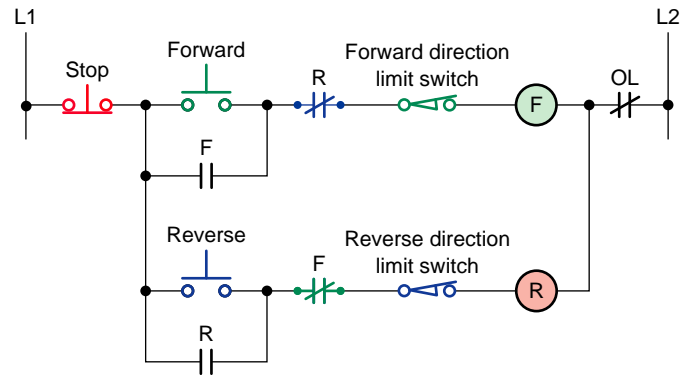 L1
L2
Stop
Forward
R
Forward direction
limit switch
F
OL
F
Reverse
F
Reverse direction
limit switch
R
R